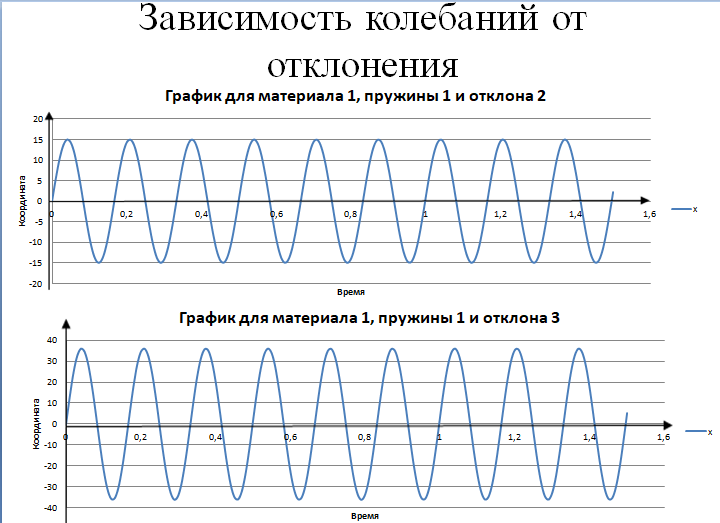 Зависимость колебаний от
отклонения
График для материала 1, пружины 1 и отклона 2
20
15
10
5
0
-5
-10
-15
-20
Координата
0 0,2 0,4 0,6 0,8 1 1,2 1,4 1,6
Время
x
График для материала 1, пружины 1 и отклона 3
40
30
20
10
0
-10
-20
-30
-40
Координата
0 0,2 0,4 0,6 0,8 1 1,2 1,4 1,6
Время
x